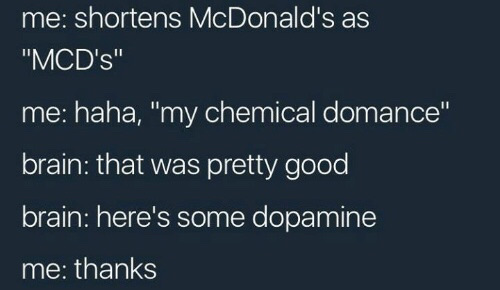 me: shortens McDonald's as
"MCD's"
me: haha, "my chemical domance"
brain: that was pretty good
brain: here's some dopamine
me: thanks